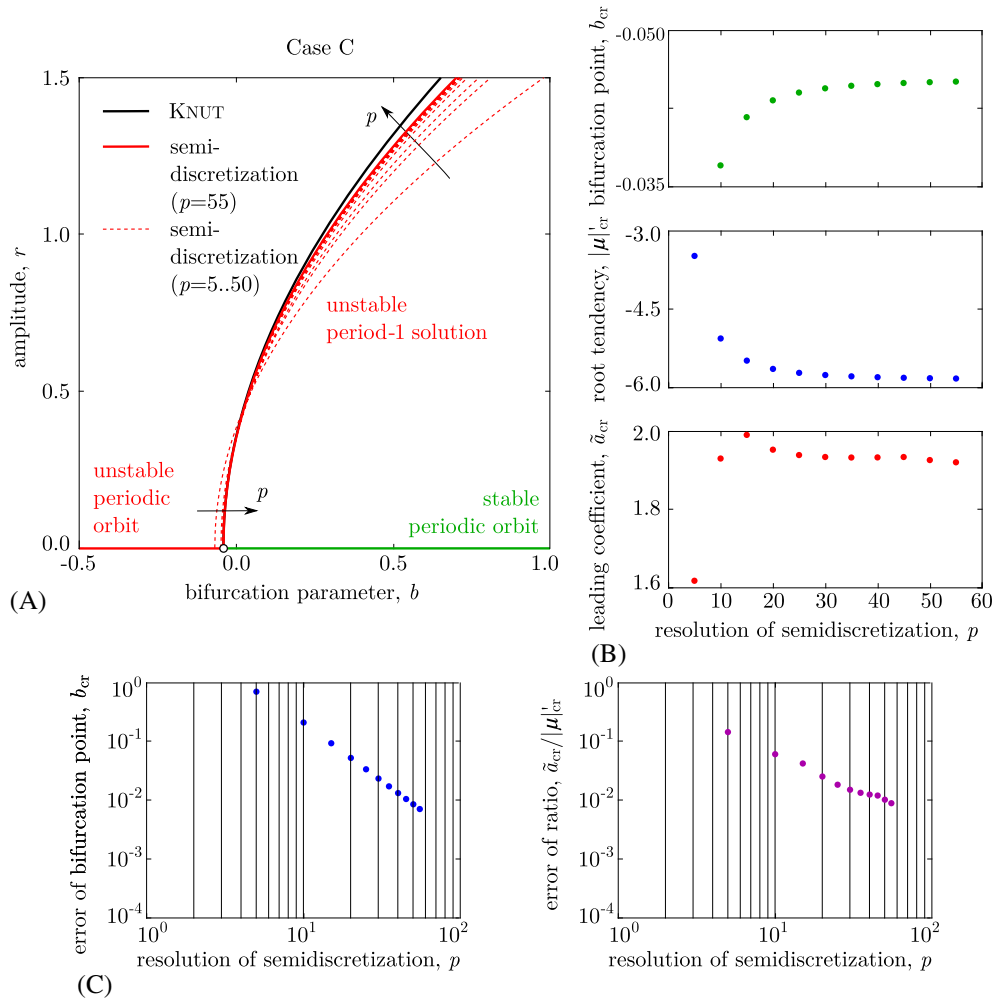 Case C
1.5
1.0
0.5
0.0
-0.5
0.0
0.5
1.0
amplitude, r
bifurcation parameter, b
KNUT
semi-
discretization
(p=55)
semi-
discretization
(p=5..50)
p
unstable
period-1 solution
unstable
periodic
orbit
p
stable
periodic orbit
(A)
-0.050
-0.035
bifurcation point, b_cr
-3.0
-4.5
-6.0
root tendency, |μ|'_cr
2.0
1.8
1.6
leading coefficient, ã_cr
0 10 20 30 40 50 60
resolution of semidiscretization, p
(B)
10^0
10^-1
10^-2
10^-3
10^-4
error of bifurcation point, b_cr
10^0 10^1 10^2
resolution of semidiscretization, p
(C)
10^0
10^-1
10^-2
10^-3
10^-4
error of ratio, ã_cr/|μ|'_cr
10^0 10^1 10^2
resolution of semidiscretization, p